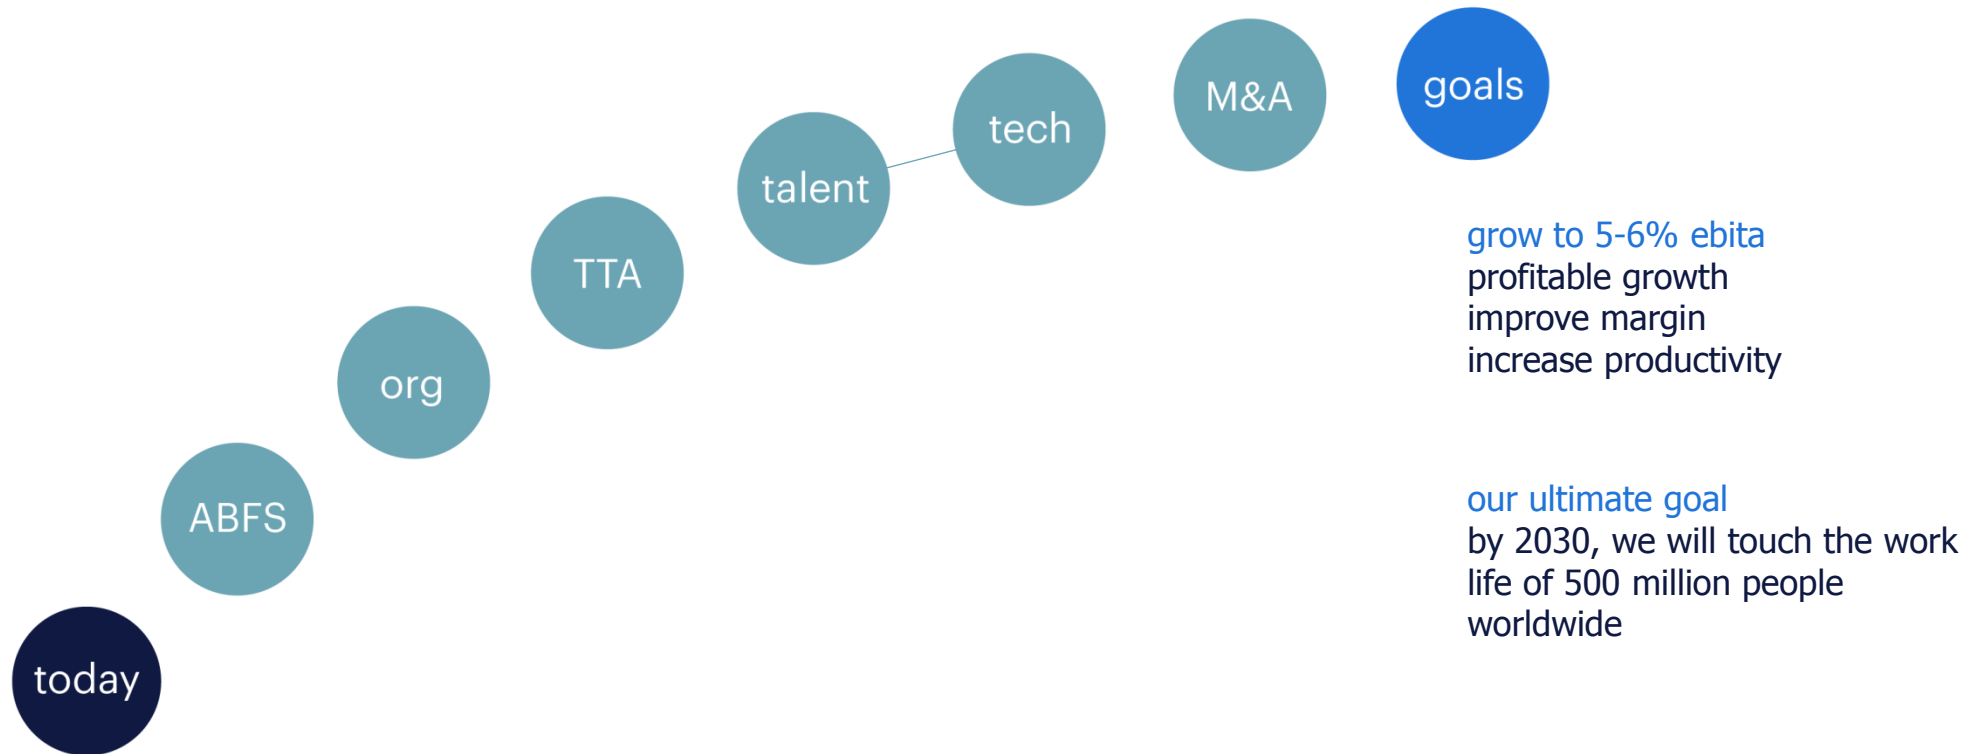 today
ABFS
org
TTA
talent
tech
M&A
goals
grow to 5-6% ebita
profitable growth
improve margin
increase productivity
our ultimate goal
by 2030, we will touch the work
life of 500 million people
worldwide